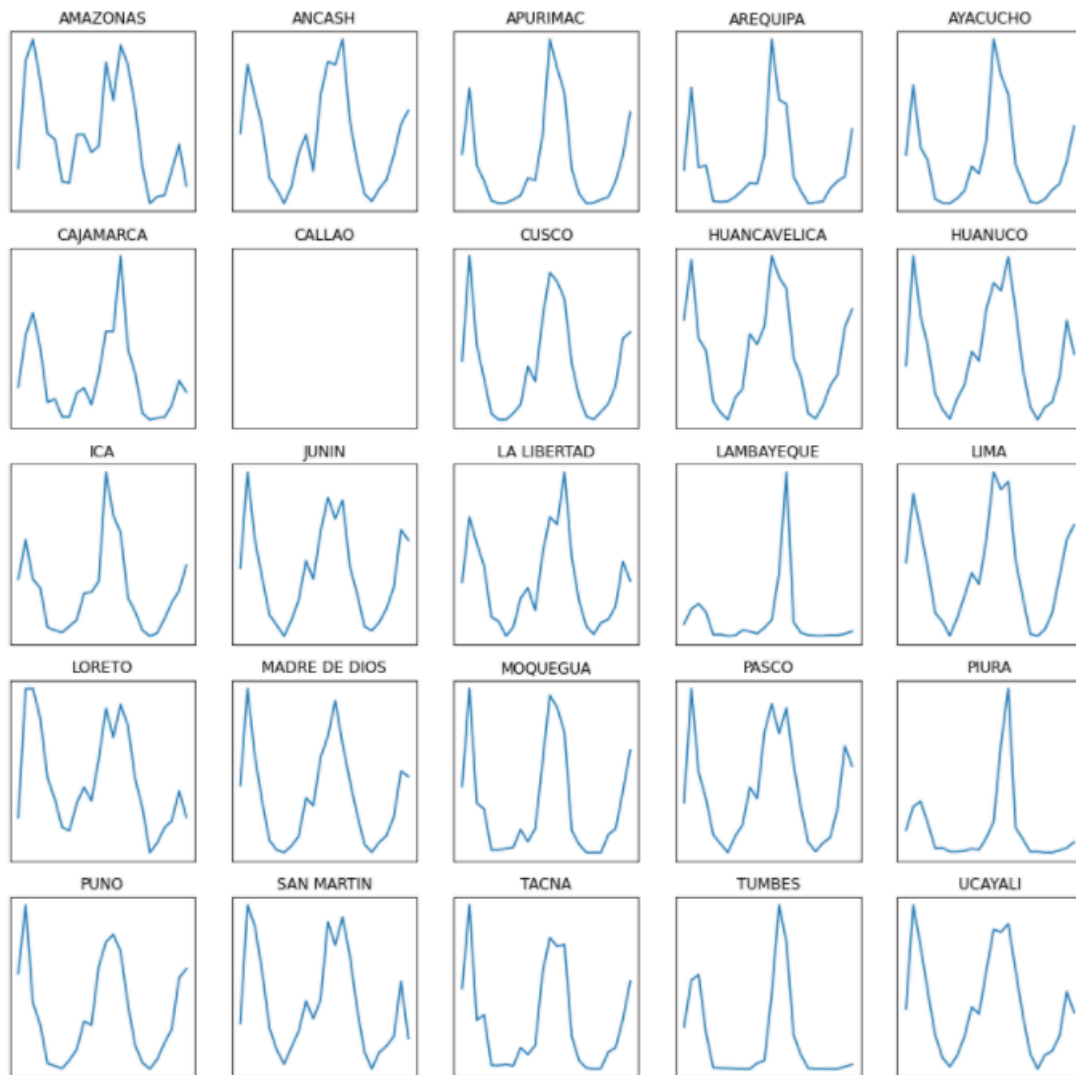 AMAZONAS ANCASH APURIMAC AREQUIPA AYACUCHO
CAJAMARCA CALLAO CUSCO HUANCAVELICA HUANUCO
ICA JUNIN LA LIBERTAD LAMBAYEQUE LIMA
LORETO MADRE DE DIOS MOQUEGUA PASCO PIURA
PUNO SAN MARTIN TACNA TUMBES UCAYALI